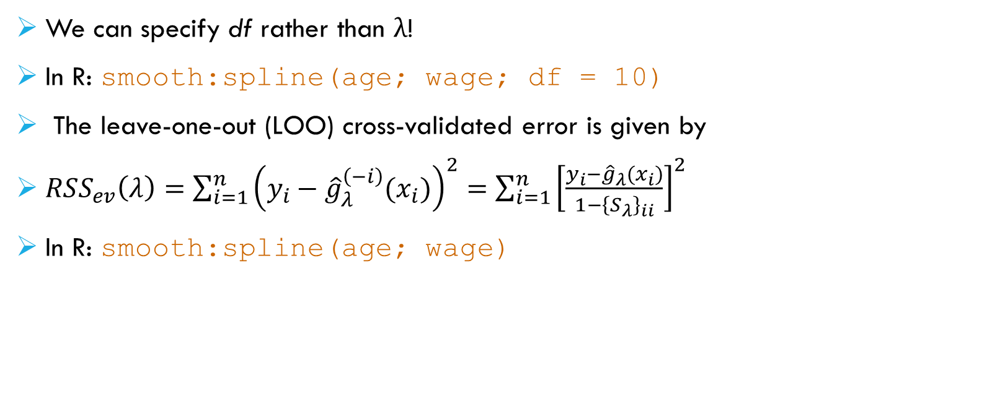 ➢ We can specify df rather than λ!
➢ In R: smooth:spline(age; wage; df = 10)
➢ The leave-one-out (LOO) cross-validated error is given by
➢ $RSS_{ev}(\lambda) = \sum_{i=1}^{n} \left( y_i - \hat{g}_{\lambda}^{(-i)}(x_i) \right)^2 = \sum_{i=1}^{n} \left[ \frac{y_i - \hat{g}_{\lambda}(x_i)}{1 - \{S_{\lambda}\}_{ii}} \right]^2$
➢ In R: smooth:spline(age; wage)